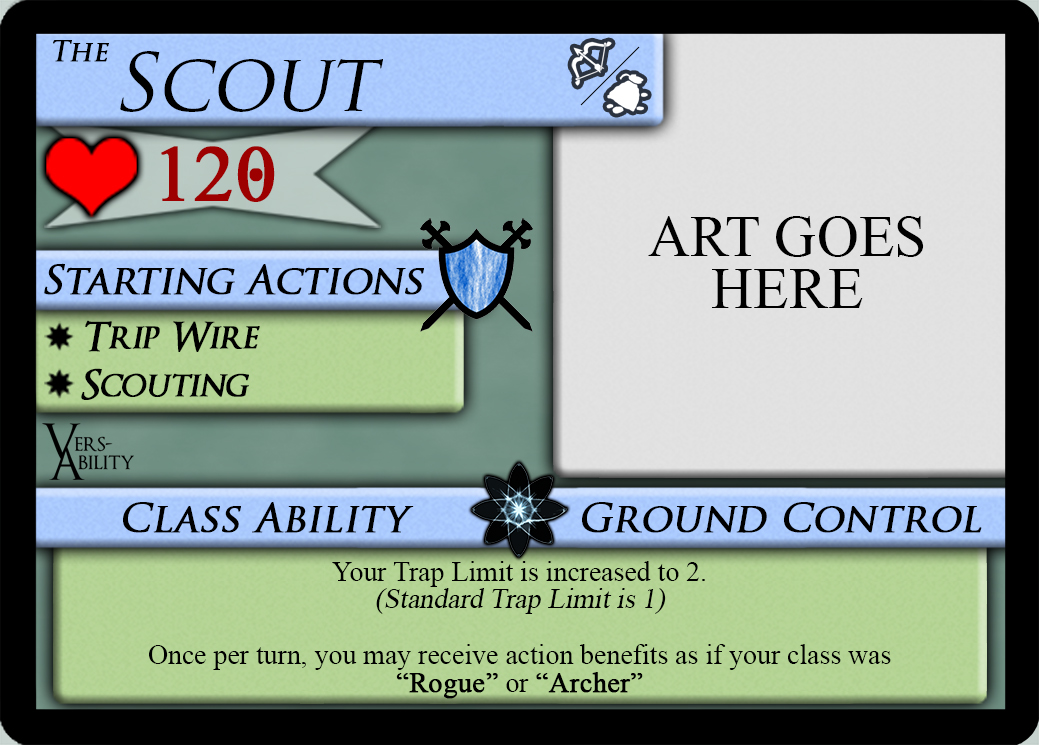 The
Scout
120
Starting Actions
Trip Wire
Scouting
Vers-
Ability
Class Ability
Ground Control
ART GOES
HERE
Your Trap Limit is increased to 2.
(Standard Trap Limit is 1)
Once per turn, you may receive action benefits as if your class was
“Rogue” or “Archer”